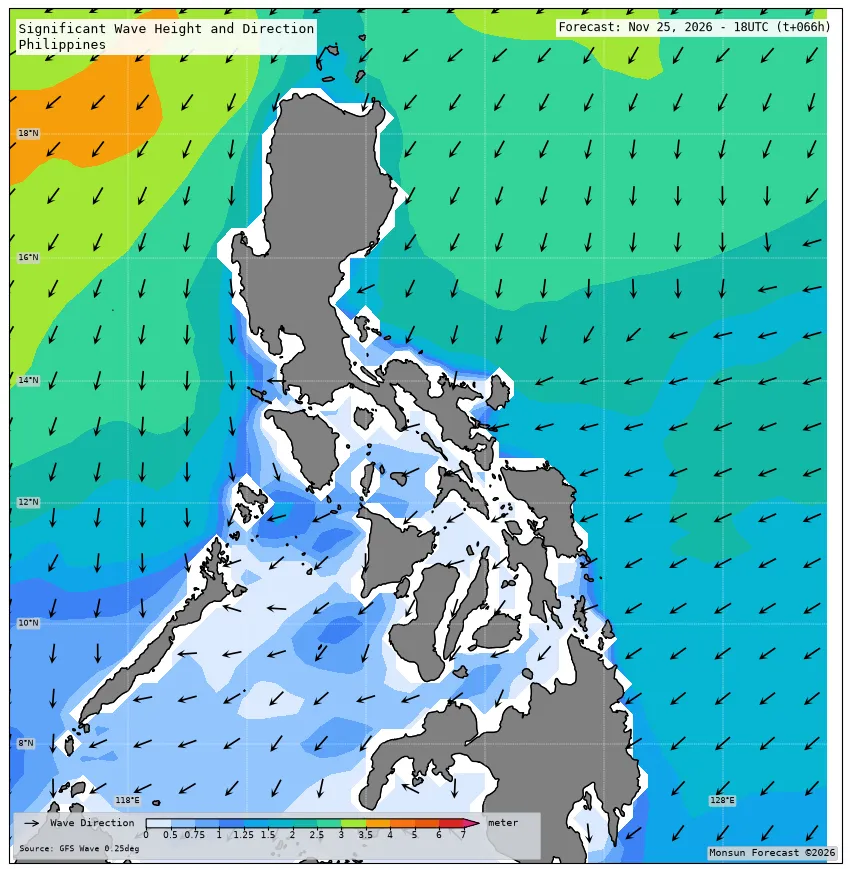 Significant Wave Height and Direction
Philippines
Forecast: Nov 25, 2026 - 18UTC (t+066h)
18°N
16°N
14°N
12°N
10°N
8°N
118°E
128°E
Wave Direction
0 0.5 0.75 1 1.25 1.5 2 2.5 3 3.5 4 5 6 7
meter
Source: GFS Wave 0.25deg
Monsun Forecast ©2026